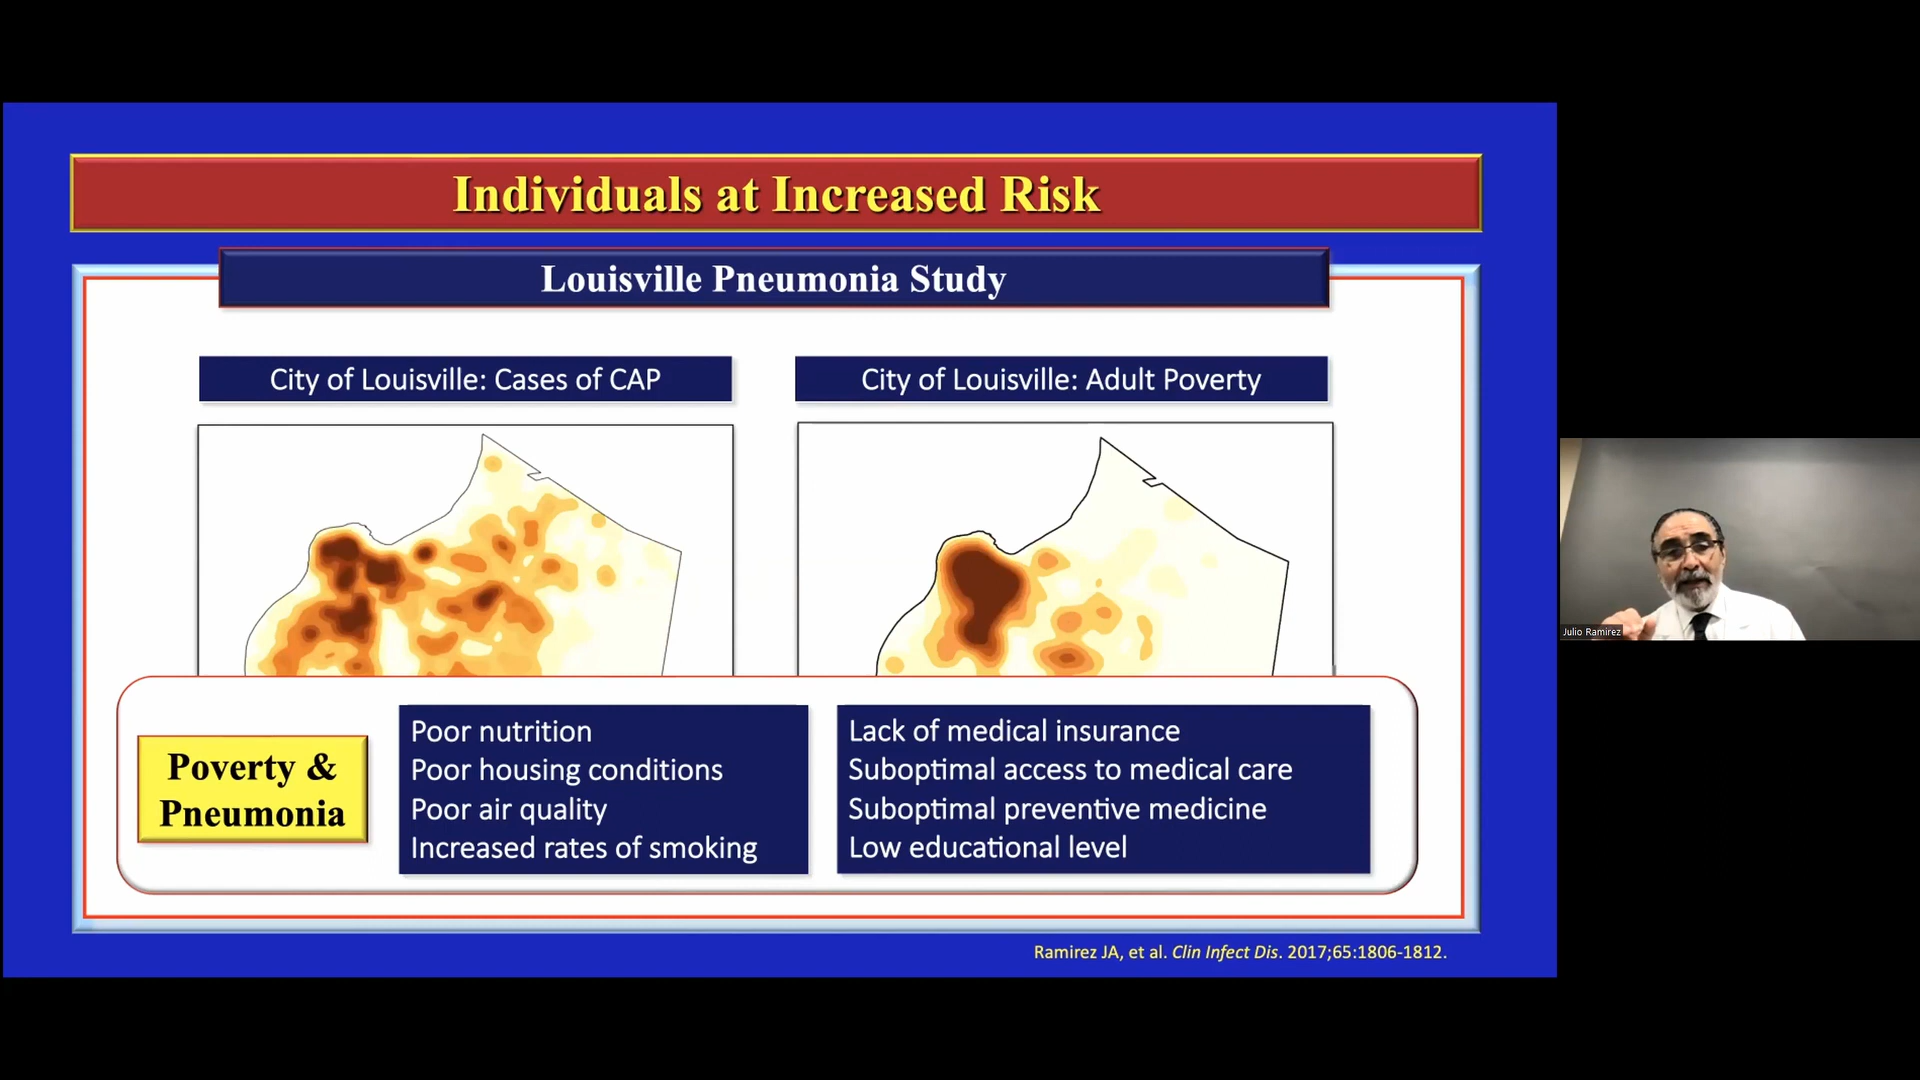 Individuals at Increased Risk
Louisville Pneumonia Study
City of Louisville: Cases of CAP
City of Louisville: Adult Poverty
Poverty &
Pneumonia
Poor nutrition
Poor housing conditions
Poor air quality
Increased rates of smoking
Lack of medical insurance
Suboptimal access to medical care
Suboptimal preventive medicine
Low educational level
Ramirez JA, et al. Clin Infect Dis. 2017;65:1806-1812.
Julio Ramirez